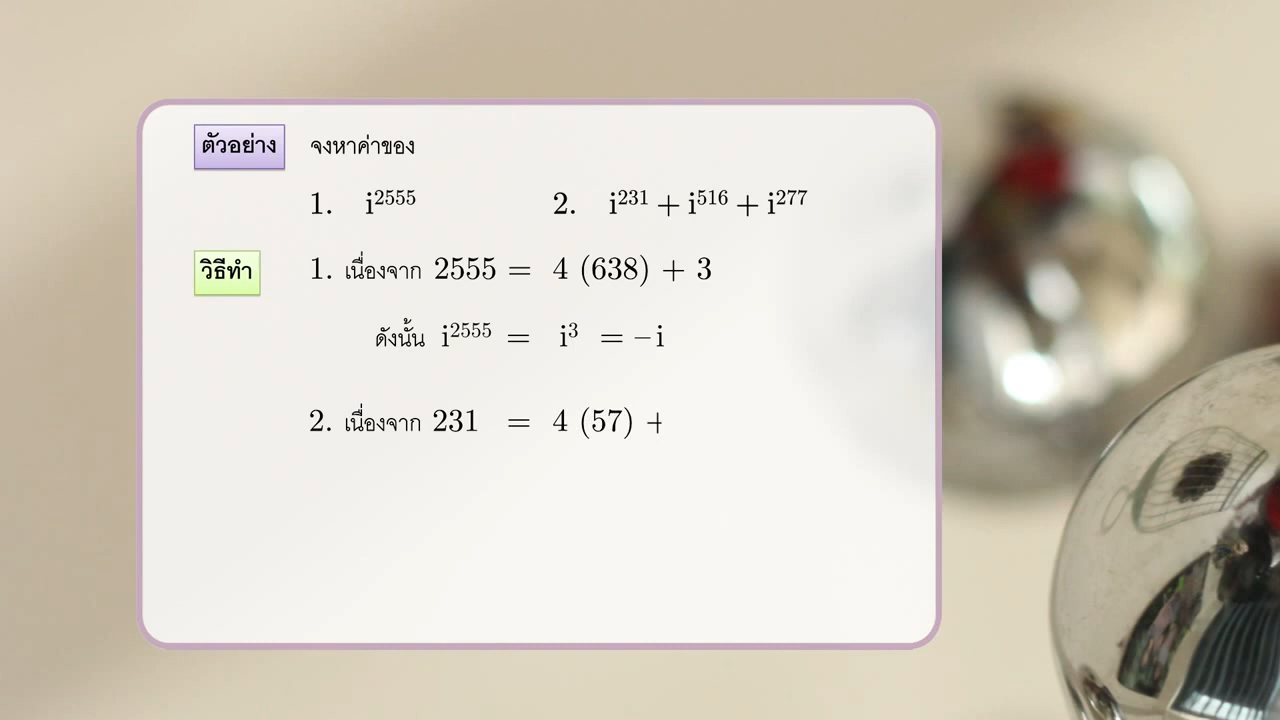 ตัวอย่าง จงหาค่าของ
1. i²⁵⁵⁵ 2. i²³¹ + i⁵¹⁶ + i²⁷⁷
วิธีทำ 1. เนื่องจาก 2555 = 4 (638) + 3
ดังนั้น i²⁵⁵⁵ = i³ = −i
2. เนื่องจาก 231 = 4 (57) +